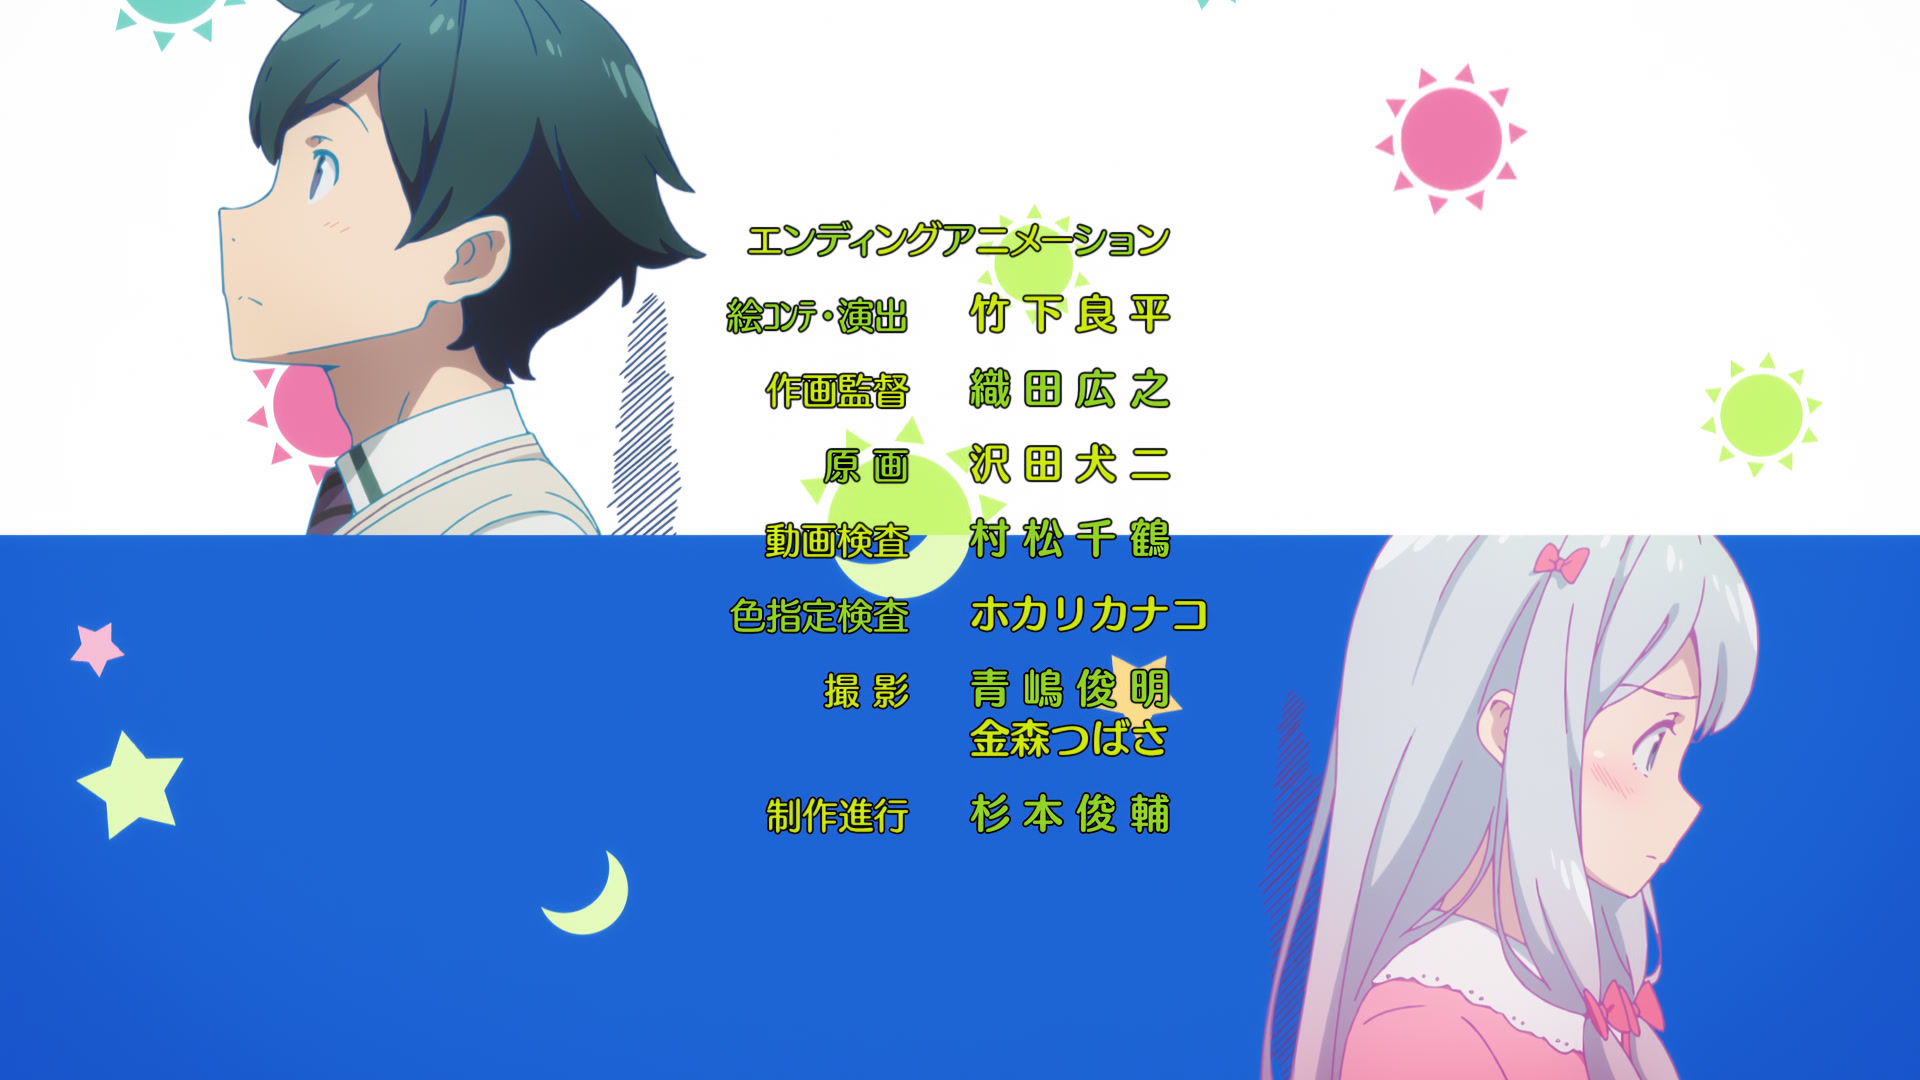 エンディングアニメーション
絵コンテ・演出 竹下良平
作画監督 織田広之
原画 沢田犬二
動画検査 村松千鶴
色指定検査 ホカリカナコ
撮影 青嶋俊明
金森つばさ
制作進行 杉本俊輔